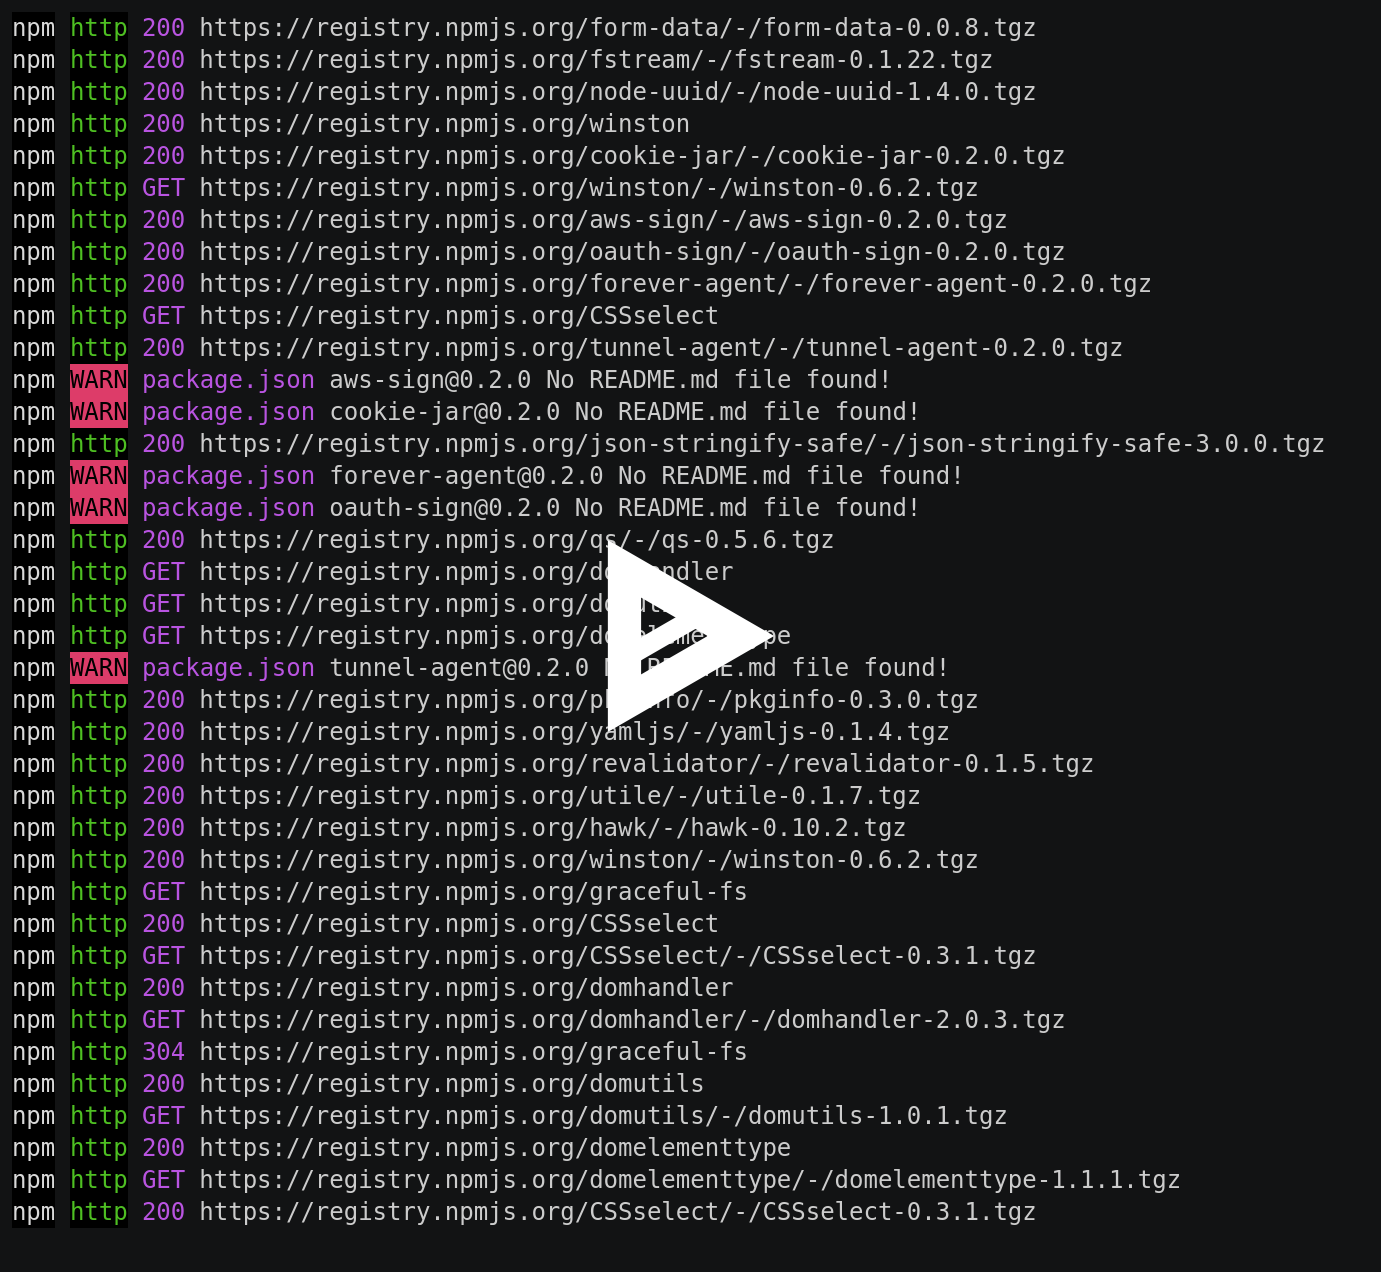 npm http 200 https://registry.npmjs.org/form-data/-/form-data-0.0.8.tgz
npm http 200 https://registry.npmjs.org/fstream/-/fstream-0.1.22.tgz
npm http 200 https://registry.npmjs.org/node-uuid/-/node-uuid-1.4.0.tgz
npm http 200 https://registry.npmjs.org/winston
npm http 200 https://registry.npmjs.org/cookie-jar/-/cookie-jar-0.2.0.tgz
npm http GET https://registry.npmjs.org/winston/-/winston-0.6.2.tgz
npm http 200 https://registry.npmjs.org/aws-sign/-/aws-sign-0.2.0.tgz
npm http 200 https://registry.npmjs.org/oauth-sign/-/oauth-sign-0.2.0.tgz
npm http 200 https://registry.npmjs.org/forever-agent/-/forever-agent-0.2.0.tgz
npm http GET https://registry.npmjs.org/CSSselect
npm http 200 https://registry.npmjs.org/tunnel-agent/-/tunnel-agent-0.2.0.tgz
npm WARN package.json aws-sign@0.2.0 No README.md file found!
npm WARN package.json cookie-jar@0.2.0 No README.md file found!
npm http 200 https://registry.npmjs.org/json-stringify-safe/-/json-stringify-safe-3.0.0.tgz
npm WARN package.json forever-agent@0.2.0 No README.md file found!
npm WARN package.json oauth-sign@0.2.0 No README.md file found!
npm http 200 https://registry.npmjs.org/qs/-/qs-0.5.6.tgz
npm http GET https://registry.npmjs.org/domhandler
npm http GET https://registry.npmjs.org/domutils
npm http GET https://registry.npmjs.org/domelementtype
npm WARN package.json tunnel-agent@0.2.0 No README.md file found!
npm http 200 https://registry.npmjs.org/pkginfo/-/pkginfo-0.3.0.tgz
npm http 200 https://registry.npmjs.org/yamljs/-/yamljs-0.1.4.tgz
npm http 200 https://registry.npmjs.org/revalidator/-/revalidator-0.1.5.tgz
npm http 200 https://registry.npmjs.org/utile/-/utile-0.1.7.tgz
npm http 200 https://registry.npmjs.org/hawk/-/hawk-0.10.2.tgz
npm http 200 https://registry.npmjs.org/winston/-/winston-0.6.2.tgz
npm http GET https://registry.npmjs.org/graceful-fs
npm http 200 https://registry.npmjs.org/CSSselect
npm http GET https://registry.npmjs.org/CSSselect/-/CSSselect-0.3.1.tgz
npm http 200 https://registry.npmjs.org/domhandler
npm http GET https://registry.npmjs.org/domhandler/-/domhandler-2.0.3.tgz
npm http 304 https://registry.npmjs.org/graceful-fs
npm http 200 https://registry.npmjs.org/domutils
npm http GET https://registry.npmjs.org/domutils/-/domutils-1.0.1.tgz
npm http 200 https://registry.npmjs.org/domelementtype
npm http GET https://registry.npmjs.org/domelementtype/-/domelementtype-1.1.1.tgz
npm http 200 https://registry.npmjs.org/CSSselect/-/CSSselect-0.3.1.tgz